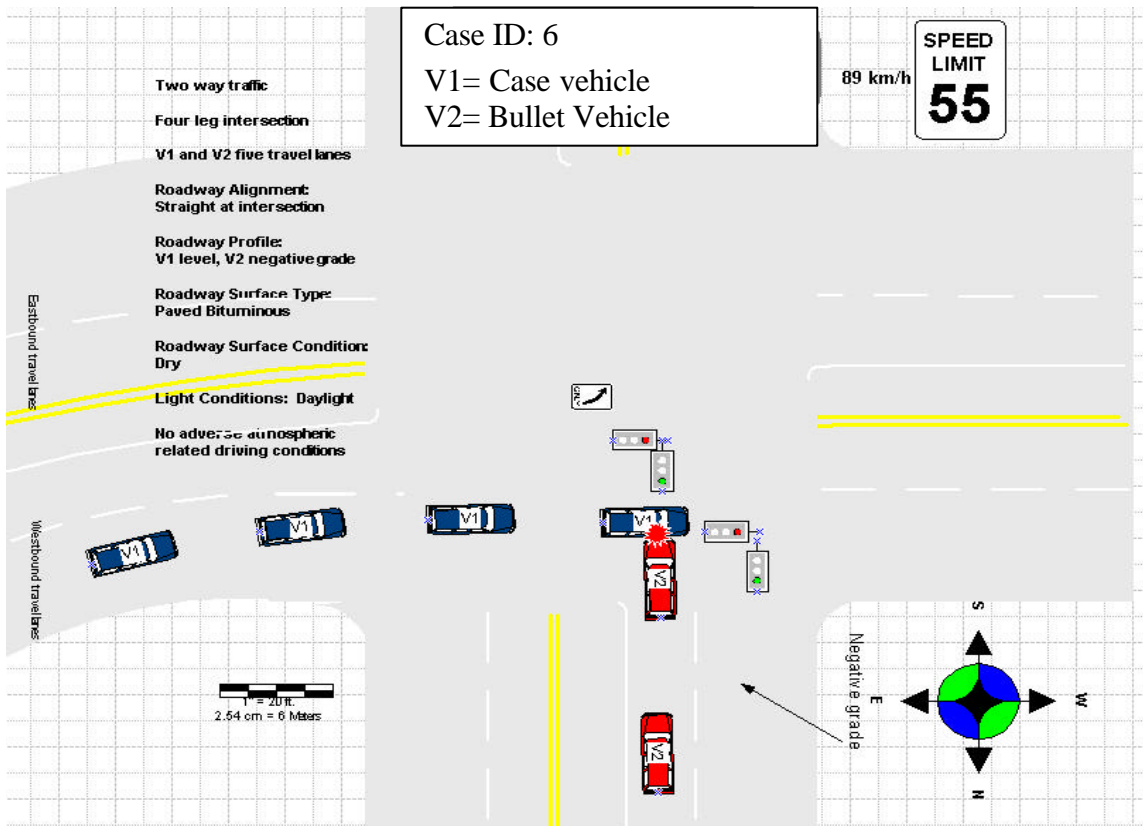 Case ID: 6
V1= Case vehicle
V2= Bullet Vehicle
89 km/h
SPEED
LIMIT
55
Two way traffic
Four leg intersection
V1 and V2 five travel lanes
Roadway Alignment:
Straight at intersection
Roadway Profile:
V1 level, V2 negative grade
Roadway Surface Type:
Paved Bituminous
Roadway Surface Condition:
Dry
Light Conditions: Daylight
No adverse atmospheric
related driving conditions
Eastbound travel lanes
Westbound travel lanes
ONLY
V1
V1
V1
V1
V2
V2
1" = 20 ft.
2.54 cm = 6 Meters
Negative grade
S
E
W
N